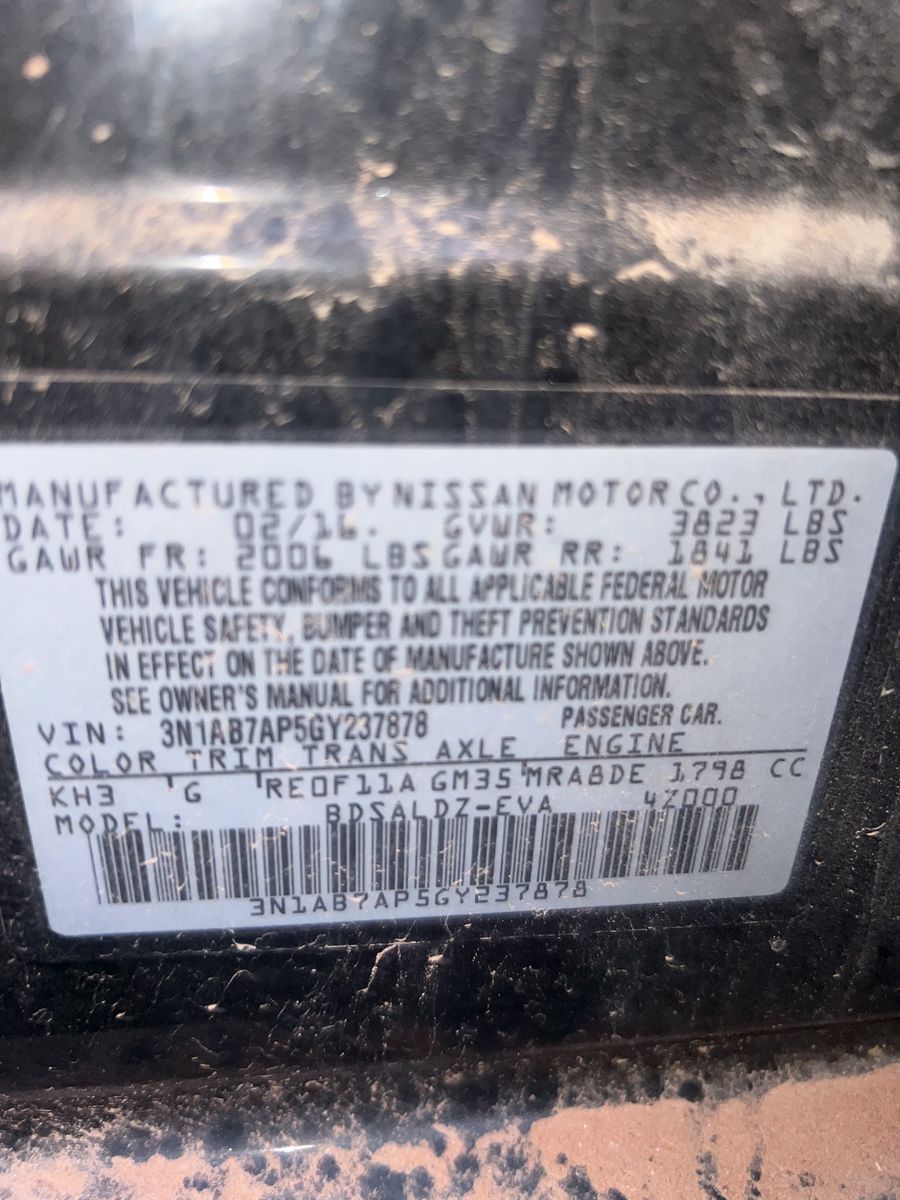 MANUFACTURED BY NISSAN MOTOR CO., LTD.
DATE: 02/16. GVWR: 3823 LBS
GAWR FR: 2006 LBS GAWR RR: 1841 LBS
THIS VEHICLE CONFORMS TO ALL APPLICABLE FEDERAL MOTOR
VEHICLE SAFETY, BUMPER AND THEFT PREVENTION STANDARDS
IN EFFECT ON THE DATE OF MANUFACTURE SHOWN ABOVE.
SEE OWNER'S MANUAL FOR ADDITIONAL INFORMATION.
VIN: 3N1AB7AP5GY237878 PASSENGER CAR.
COLOR TRIM TRANS AXLE ENGINE
KH3 G RE0F11A GM35 MRA8DE 1798 CC
MODEL: BDSALDZ-EVA 4Z000
3N1AB7AP5GY237878